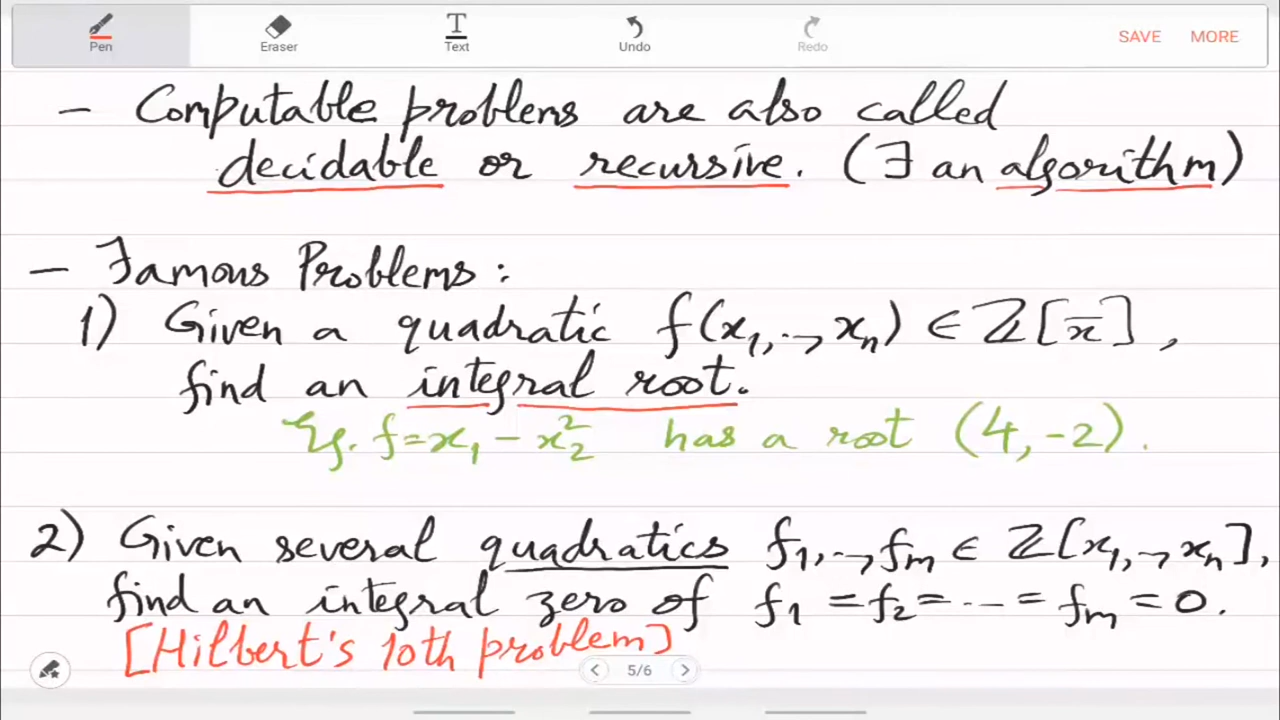 Pen Eraser Text Undo Redo SAVE MORE
- Computable problems are also called
decidable or recursive. (∃ an algorithm)
- Famous Problems:
1) Given a quadratic f(x₁,..,xₙ) ∈ ℤ[x̄],
find an integral root.
Eg. f=x₁-x₂² has a root (4,-2).
2) Given several quadratics f₁,..,fₘ ∈ ℤ[x₁,..,xₙ],
find an integral zero of f₁=f₂=...=fₘ=0.
[Hilbert's 10th problem]
5/6